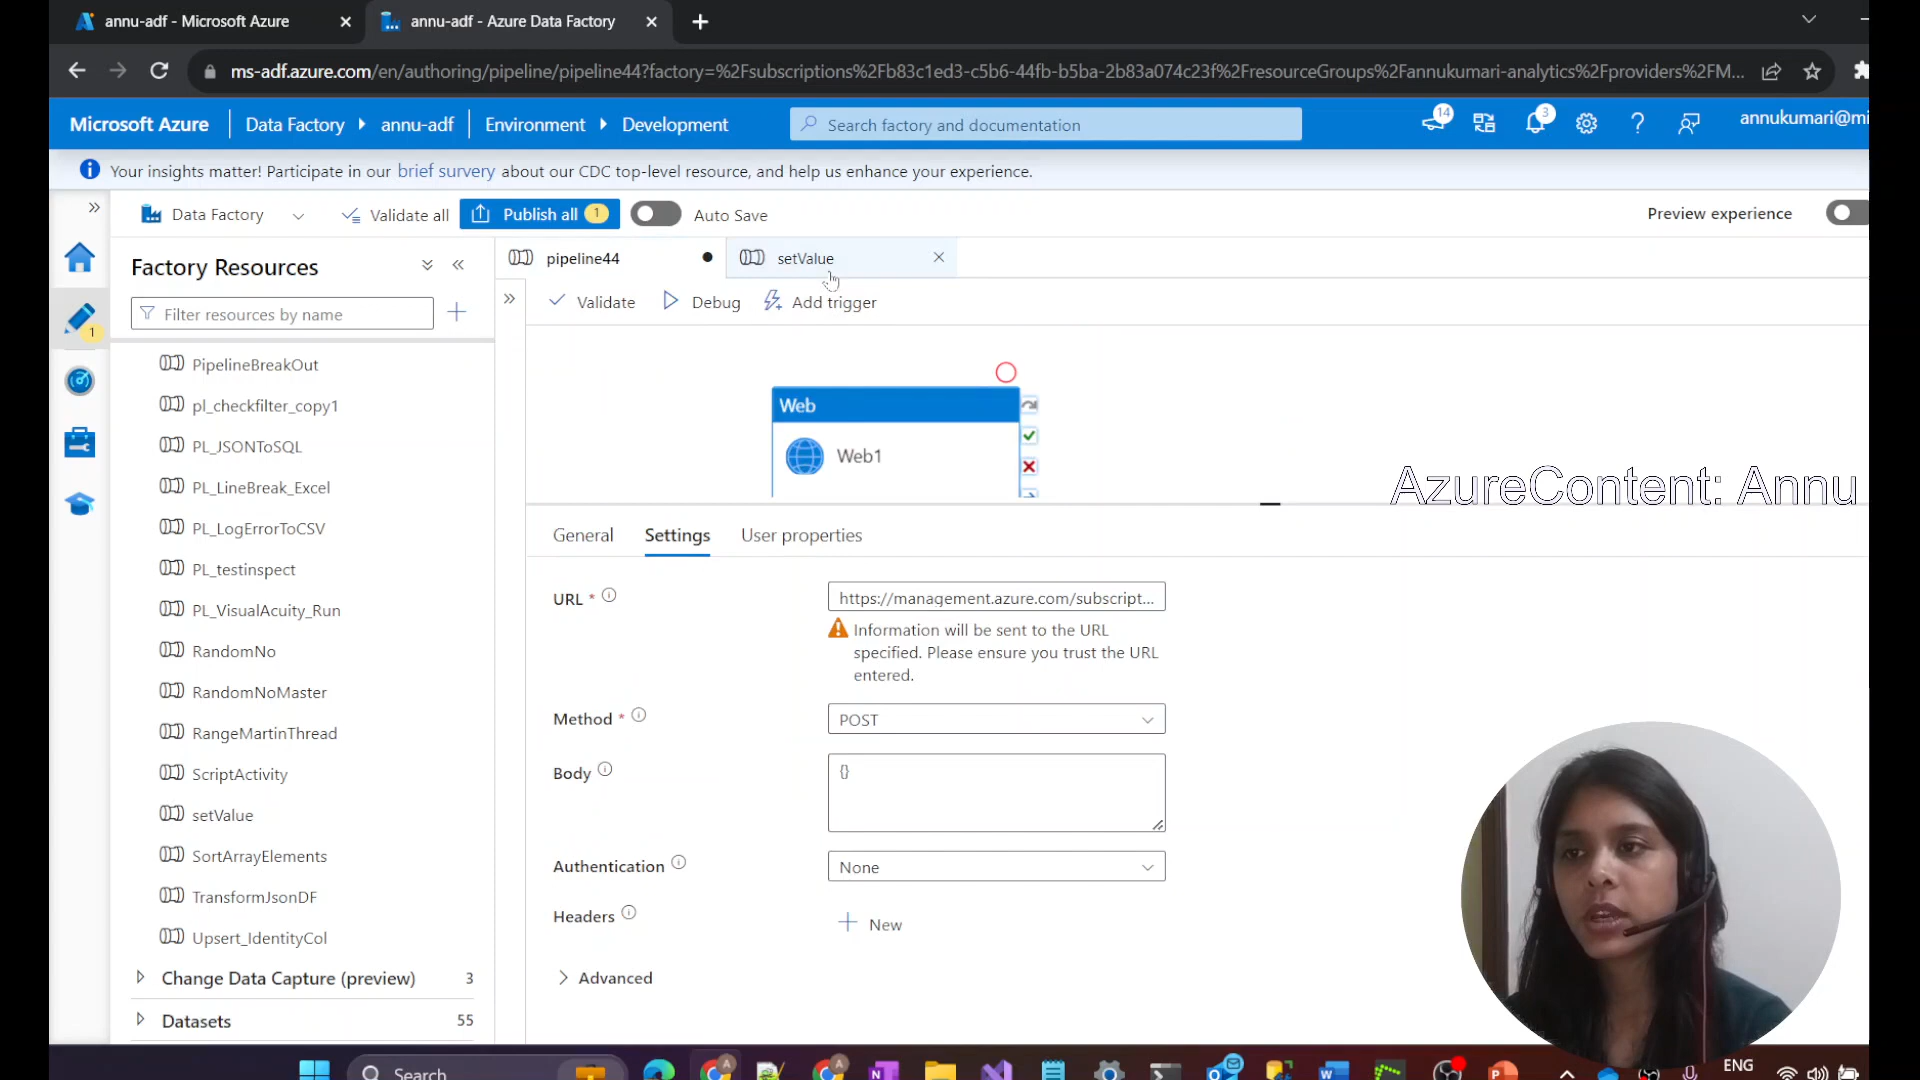 annu-adf - Microsoft Azure
annu-adf - Azure Data Factory
ms-adf.azure.com/en/authoring/pipeline/pipeline44?factory=%2Fsubscriptions%2Fb83c1ed3-c5b6-44fb-b5ba-2b83a074c23f%2FresourceGroups%2Fannukumari-analytics%2Fproviders%2FM...
Microsoft Azure
Data Factory
annu-adf
Environment
Development
Search factory and documentation
14
3
annukumari@mi
Your insights matter! Participate in our brief survey about our CDC top-level resource, and help us enhance your experience.
Data Factory
Validate all
Publish all
1
Auto Save
Preview experience
Factory Resources
pipeline44
setValue
Filter resources by name
Validate
Debug
Add trigger
1
PipelineBreakOut
pl_checkfilter_copy1
PL_JSONToSQL
PL_LineBreak_Excel
PL_LogErrorToCSV
PL_testinspect
PL_VisualAcuity_Run
RandomNo
RandomNoMaster
RangeMartinThread
ScriptActivity
setValue
SortArrayElements
TransformJsonDF
Upsert_IdentityCol
Change Data Capture (preview)
3
Datasets
55
Web
Web1
AzureContent: Annu
General
Settings
User properties
URL *
https://management.azure.com/subscript...
Information will be sent to the URL
specified. Please ensure you trust the URL
entered.
Method *
POST
Body
{}
Authentication
None
Headers
New
Advanced
Search
ENG